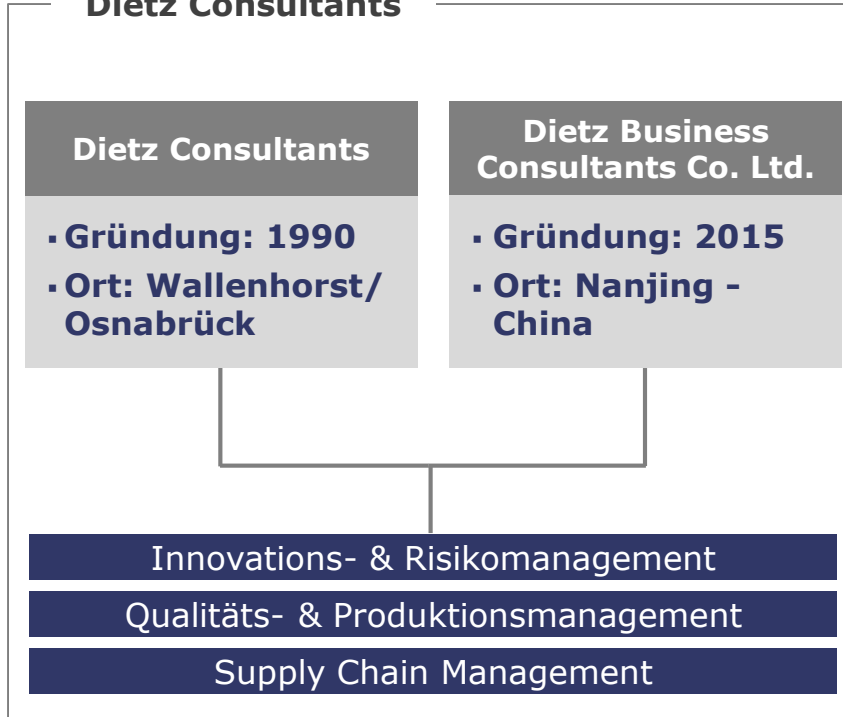 Dietz Consultants
Dietz Consultants
▪ Gründung: 1990
▪ Ort: Wallenhorst/
Osnabrück
Dietz Business
Consultants Co. Ltd.
▪ Gründung: 2015
▪ Ort: Nanjing -
China
Innovations- & Risikomanagement
Qualitäts- & Produktionsmanagement
Supply Chain Management